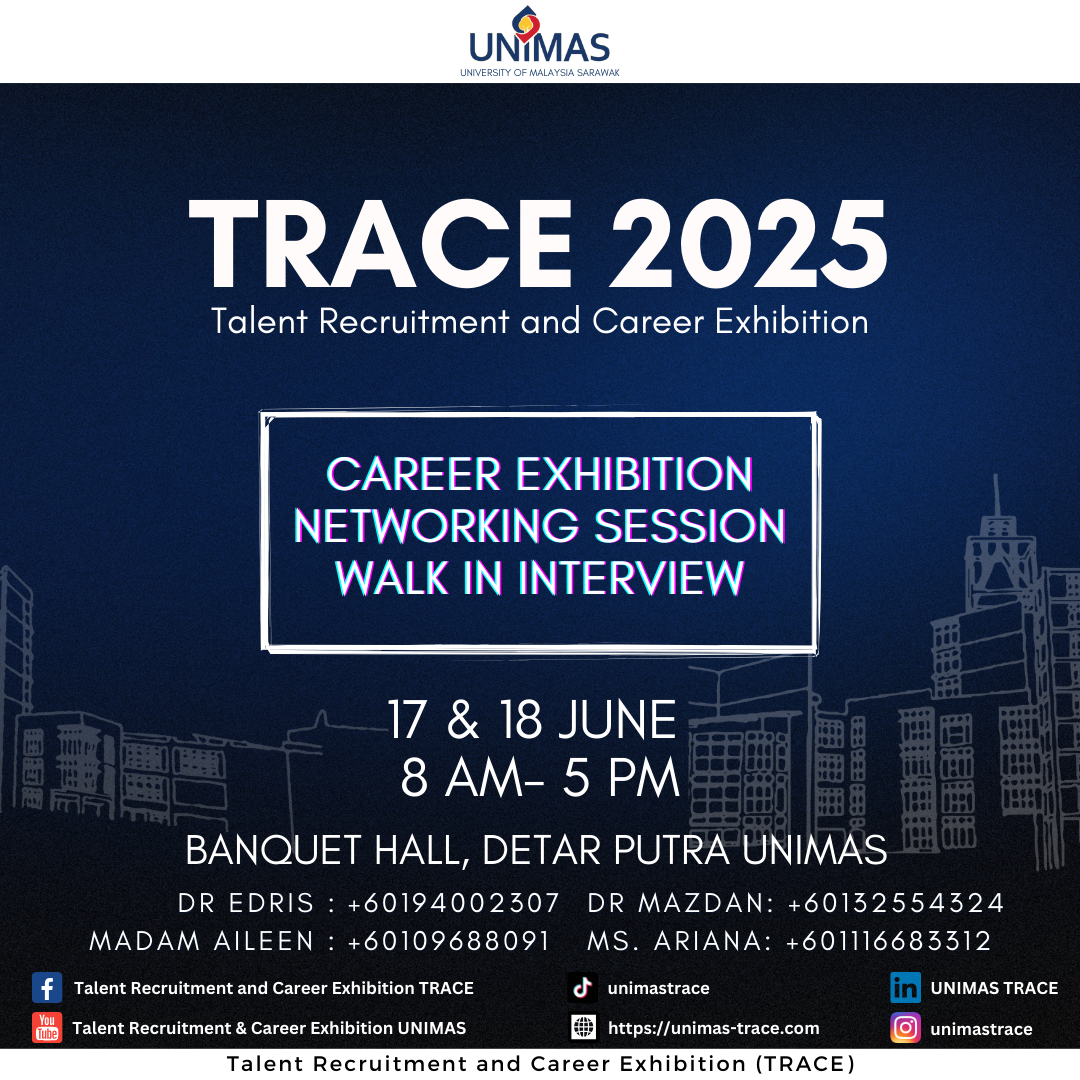 UNIMAS
UNIVERSITY OF MALAYSIA SARAWAK
TRACE 2025
Talent Recruitment and Career Exhibition
CAREER EXHIBITION
NETWORKING SESSION
WALK IN INTERVIEW
17 & 18 JUNE
8 AM- 5 PM
BANQUET HALL, DETAR PUTRA UNIMAS
DR EDRIS : +60194002307 DR MAZDAN: +60132554324
MADAM AILEEN : +60109688091 MS. ARIANA: +601116683312
Talent Recruitment and Career Exhibition TRACE unimastrace UNIMAS TRACE
You Tube Talent Recruitment & Career Exhibition UNIMAS https://unimas-trace.com unimastrace
Talent Recruitment and Career Exhibition (TRACE)